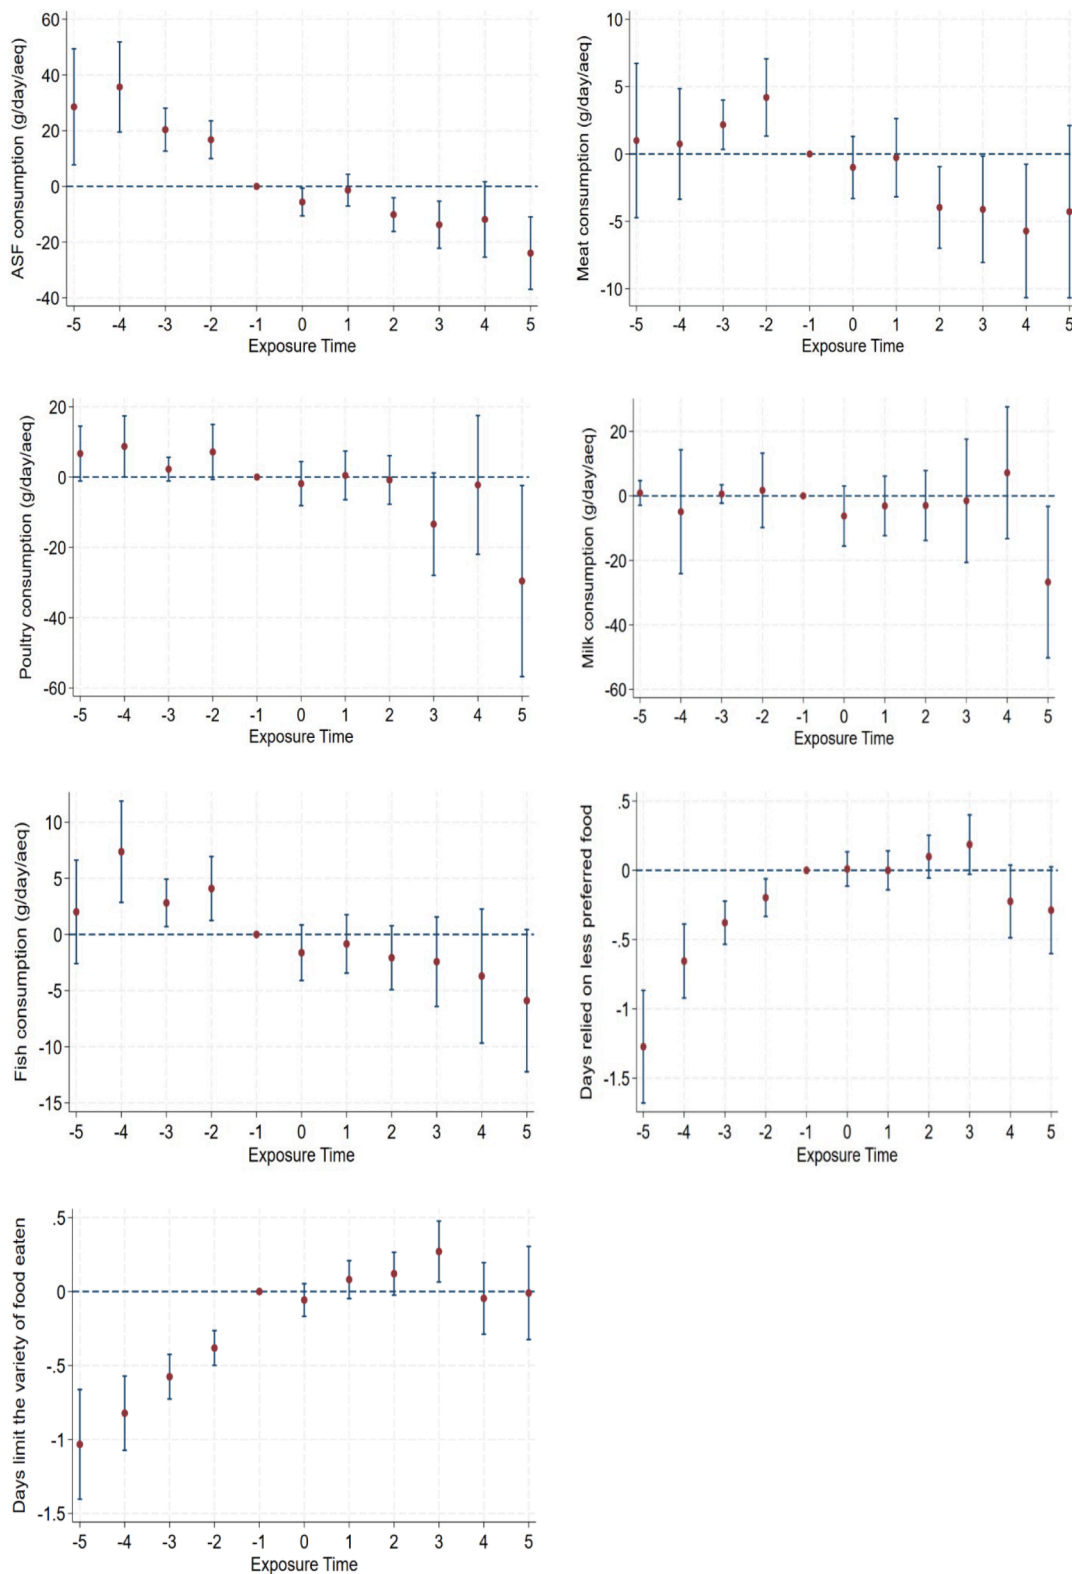 ASF consumption (g/day/aeq)
60
40
20
0
-20
-40
-5 -4 -3 -2 -1 0 1 2 3 4 5
Exposure Time
Meat consumption (g/day/aeq)
10
5
0
-5
-10
-5 -4 -3 -2 -1 0 1 2 3 4 5
Exposure Time
Poultry consumption (g/day/aeq)
20
0
-20
-40
-60
-5 -4 -3 -2 -1 0 1 2 3 4 5
Exposure Time
Milk consumption (g/day/aeq)
20
0
-20
-40
-60
-5 -4 -3 -2 -1 0 1 2 3 4 5
Exposure Time
Fish consumption (g/day/aeq)
10
5
0
-5
-10
-15
-5 -4 -3 -2 -1 0 1 2 3 4 5
Exposure Time
Days relied on less preferred food
.5
0
-.5
-1
-1.5
-5 -4 -3 -2 -1 0 1 2 3 4 5
Exposure Time
Days limit the variety of food eaten
.5
0
-.5
-1
-1.5
-5 -4 -3 -2 -1 0 1 2 3 4 5
Exposure Time